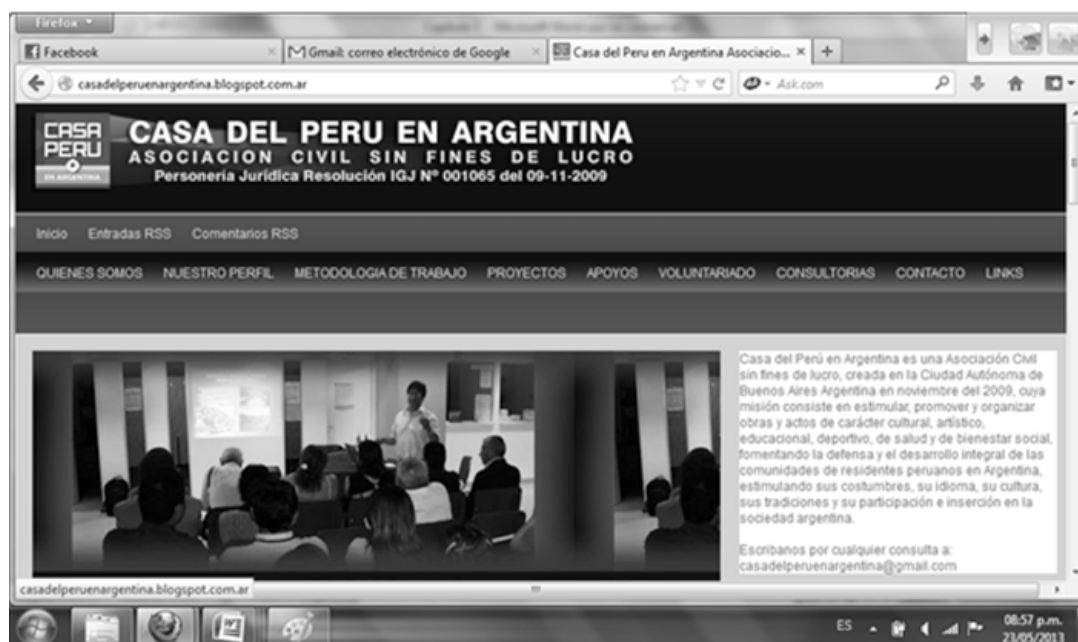 Firefox
Facebook
Gmail: correo electrónico de Google
Casa del Peru en Argentina Asociacio...
casadelperuenargentina.blogspot.com.ar
Ask.com
CASA
PERU
EN ARGENTINA
CASA DEL PERU EN ARGENTINA
ASOCIACION CIVIL SIN FINES DE LUCRO
Personería Jurídica Resolución IGJ Nº 001065 del 09-11-2009
Inicio Entradas RSS Comentarios RSS
QUIENES SOMOS NUESTRO PERFIL METODOLOGIA DE TRABAJO PROYECTOS APOYOS VOLUNTARIADO CONSULTORIAS CONTACTO LINKS
Casa del Perú en Argentina es una Asociación Civil
sin fines de lucro, creada en la Ciudad Autónoma de
Buenos Aires Argentina en noviembre del 2009, cuya
misión consiste en estimular, promover y organizar
obras y actos de carácter cultural, artístico,
educacional, deportivo, de salud y de bienestar social,
fomentando la defensa y el desarrollo integral de las
comunidades de residentes peruanos en Argentina,
estimulando sus costumbres, su idioma, su cultura,
sus tradiciones y su participación e inserción en la
sociedad argentina.
Escribanos por cualquier consulta a:
casadelperuenargentina@gmail.com
casadelperuenargentina.blogspot.com.ar
ES
08:57 p.m.
23/05/2013